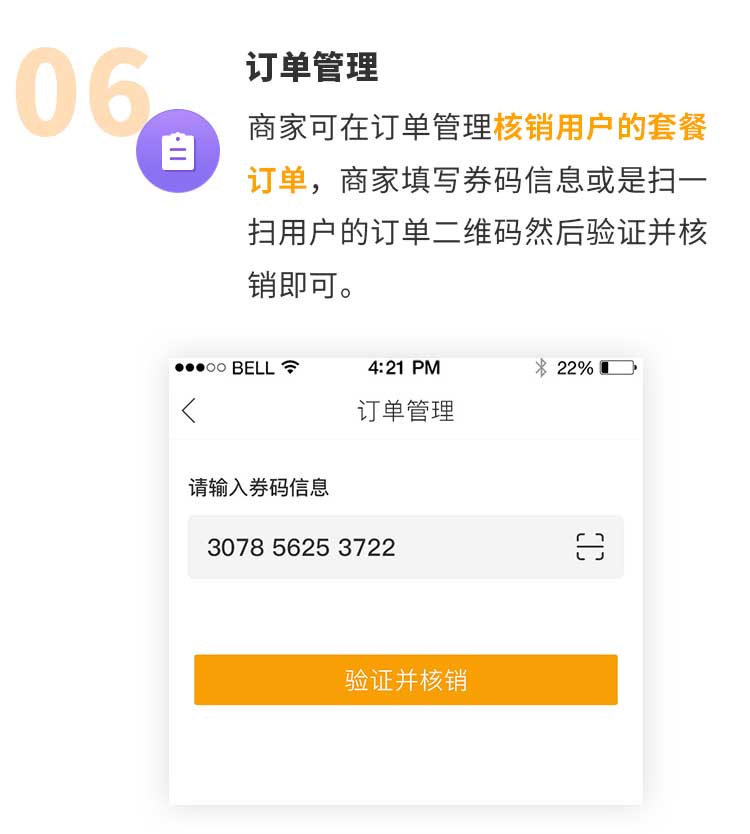 06
订单管理
商家可在订单管理核销用户的套餐
订单，商家填写券码信息或是扫一
扫用户的订单二维码然后验证并核
销即可。
BELL 4:21 PM 22%
订单管理
请输入券码信息
3078 5625 3722
验证并核销